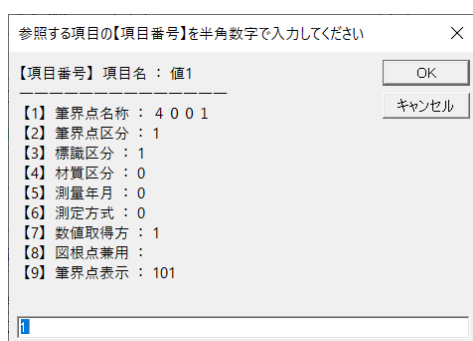 参照する項目の【項目番号】を半角数字で入力してください
【項目番号】 項目名 ： 値1
OK
キャンセル
ーーーーーーーーーーーーー
【1】 筆界点名称 ： ４００１
【2】 筆界点区分 ： 1
【3】 標識区分 ： 1
【4】 材質区分 ： 0
【5】 測量年月 ： 0
【6】 測定方式 ： 0
【7】 数値取得方 ： 1
【8】 図根点兼用 ：
【9】 筆界点表示 ： 101
1